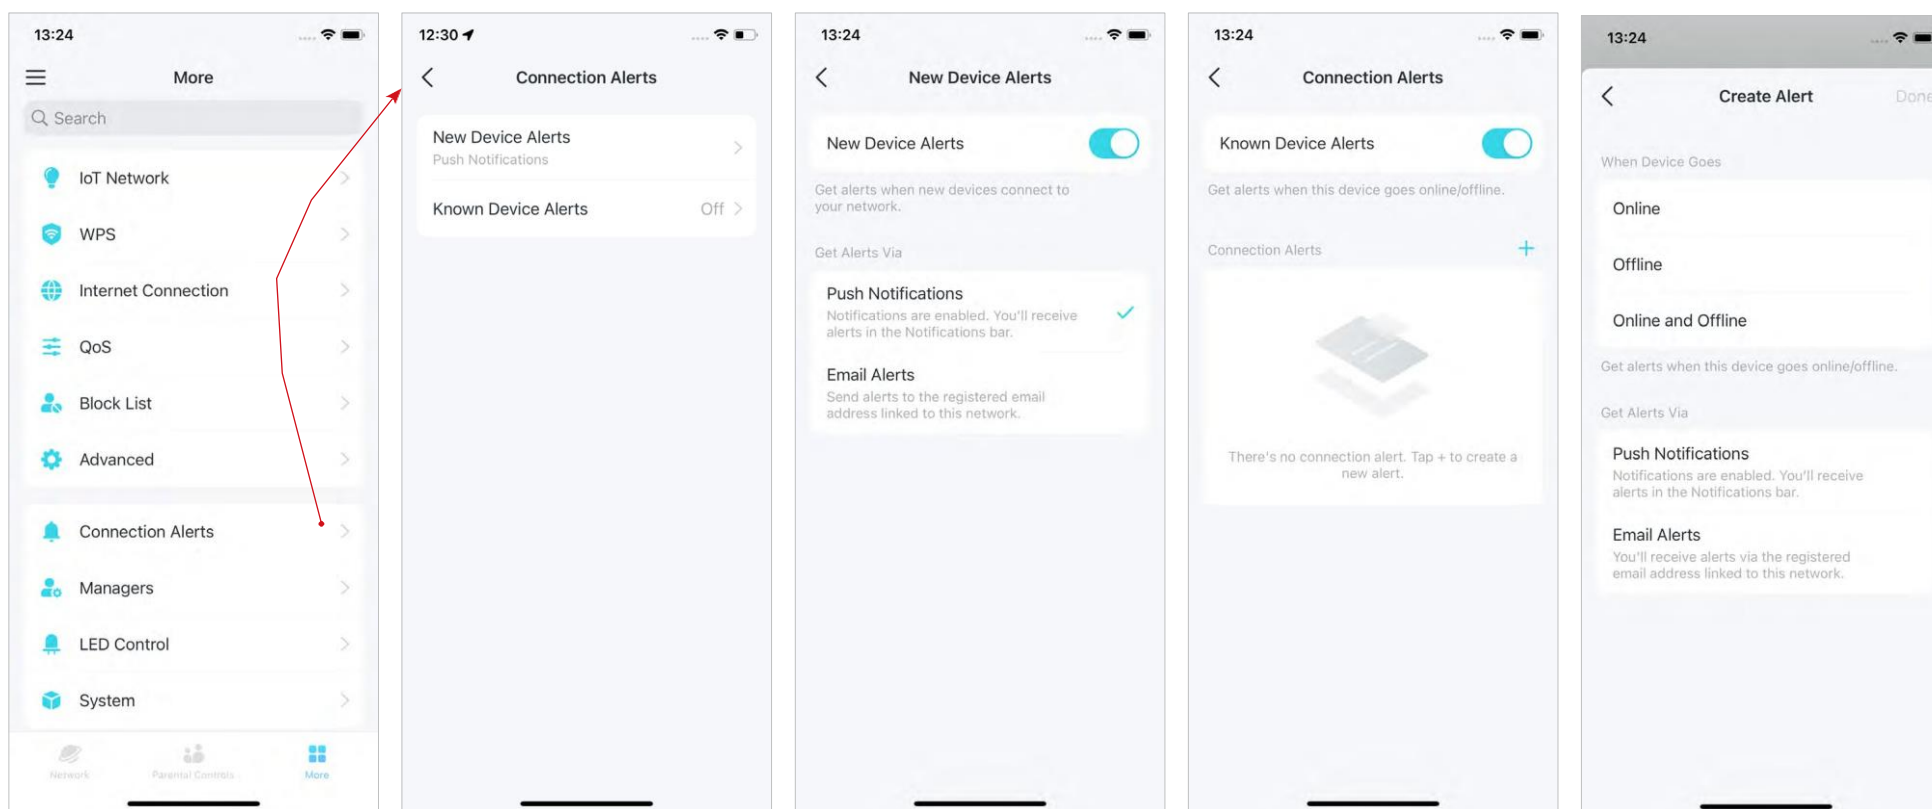 13:24
More
Search
IoT Network
WPS
Internet Connection
QoS
Block List
Advanced
Connection Alerts
Managers
LED Control
System
Network
Parental Controls
More
12:30
Connection Alerts
New Device Alerts
Push Notifications
Known Device Alerts
Off
13:24
New Device Alerts
New Device Alerts
Get alerts when new devices connect to
your network.
Get Alerts Via
Push Notifications
Notifications are enabled. You'll receive
alerts in the Notifications bar.
Email Alerts
Send alerts to the registered email
address linked to this network.
13:24
Connection Alerts
Known Device Alerts
Get alerts when this device goes online/offline.
Connection Alerts
There's no connection alert. Tap + to create a
new alert.
13:24
Create Alert
Done
When Device Goes
Online
Offline
Online and Offline
Get alerts when this device goes online/offline.
Get Alerts Via
Push Notifications
Notifications are enabled. You'll receive
alerts in the Notifications bar.
Email Alerts
You'll receive alerts via the registered
email address linked to this network.